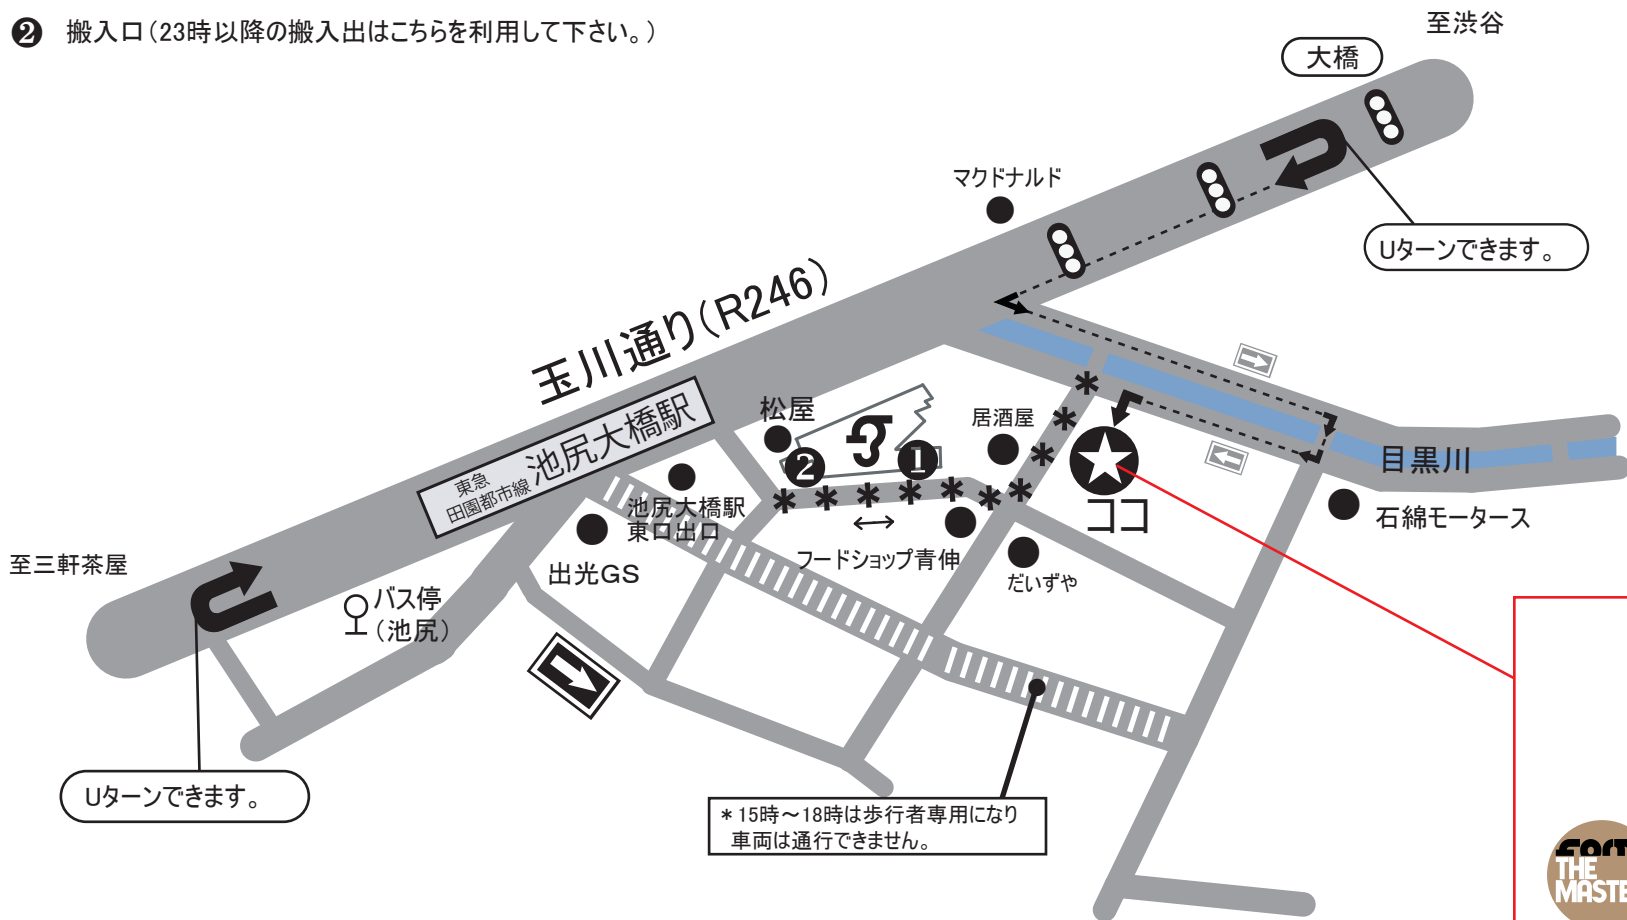 ❷ 搬入口(23時以降の搬入出はこちらを利用して下さい。)
至渋谷
大橋
マクドナルド
Uターンできます。
玉川通り(R246)
松屋
居酒屋
東急
田園都市線
池尻大橋駅
❷
❶
目黒川
池尻大橋駅
東口出口
ココ
石綿モータース
フードショップ青伸
至三軒茶屋
出光GS
だいずや
バス停
(池尻)
Uターンできます。
*15時~18時は歩行者専用になり
車両は通行できません。
THE